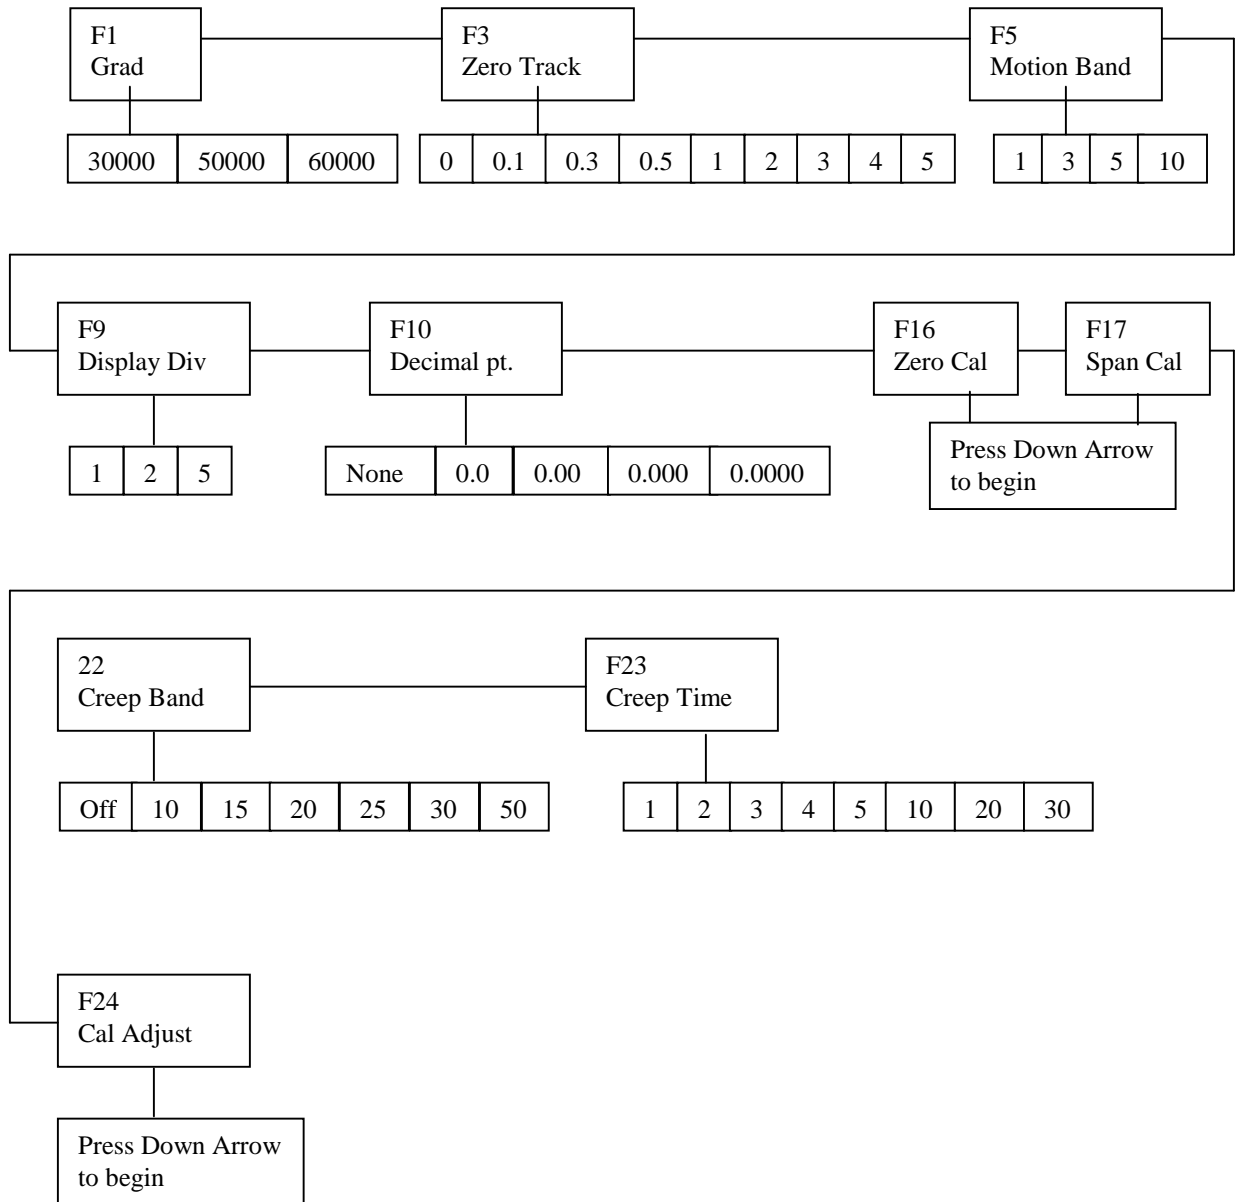 F1
Grad
F3
Zero Track
F5
Motion Band
30000 50000 60000
0 0.1 0.3 0.5 1 2 3 4 5
1 3 5 10
F9
Display Div
F10
Decimal pt.
F16
Zero Cal
F17
Span Cal
1 2 5
None 0.0 0.00 0.000 0.0000
Press Down Arrow
to begin
22
Creep Band
F23
Creep Time
Off 10 15 20 25 30 50
1 2 3 4 5 10 20 30
F24
Cal Adjust
Press Down Arrow
to begin